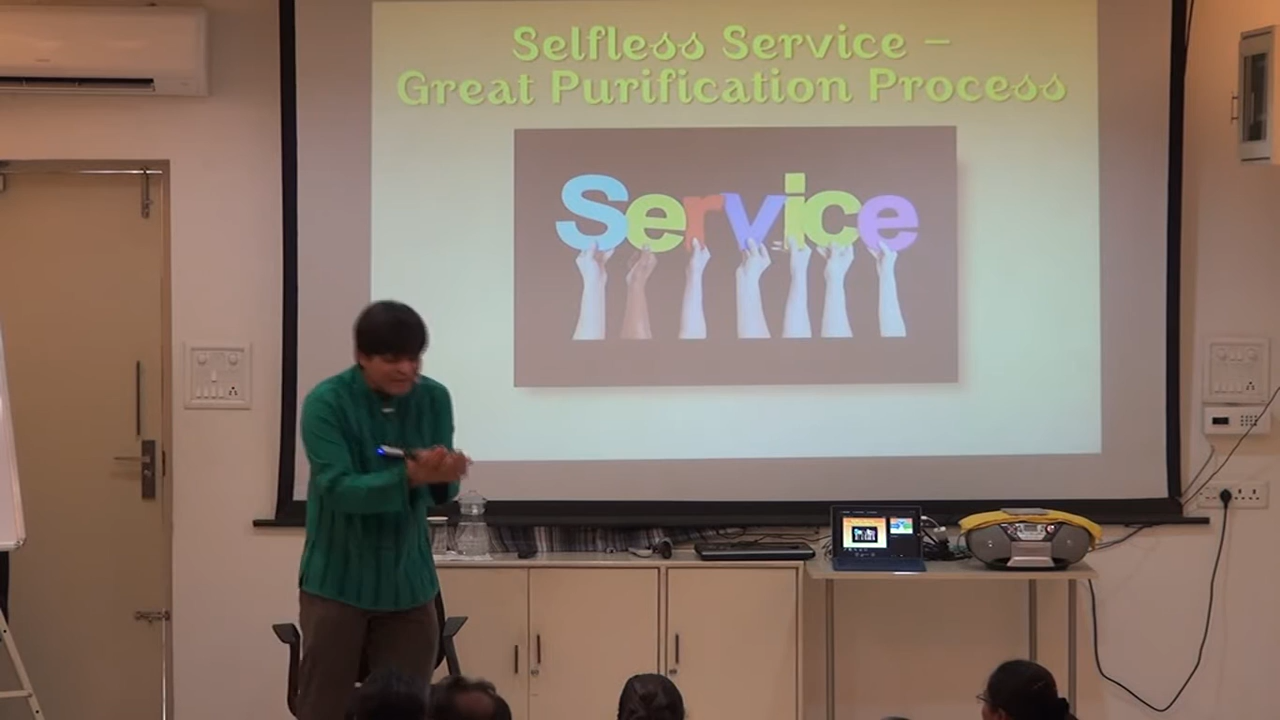 Selfless Service –
Great Purification Process
Service